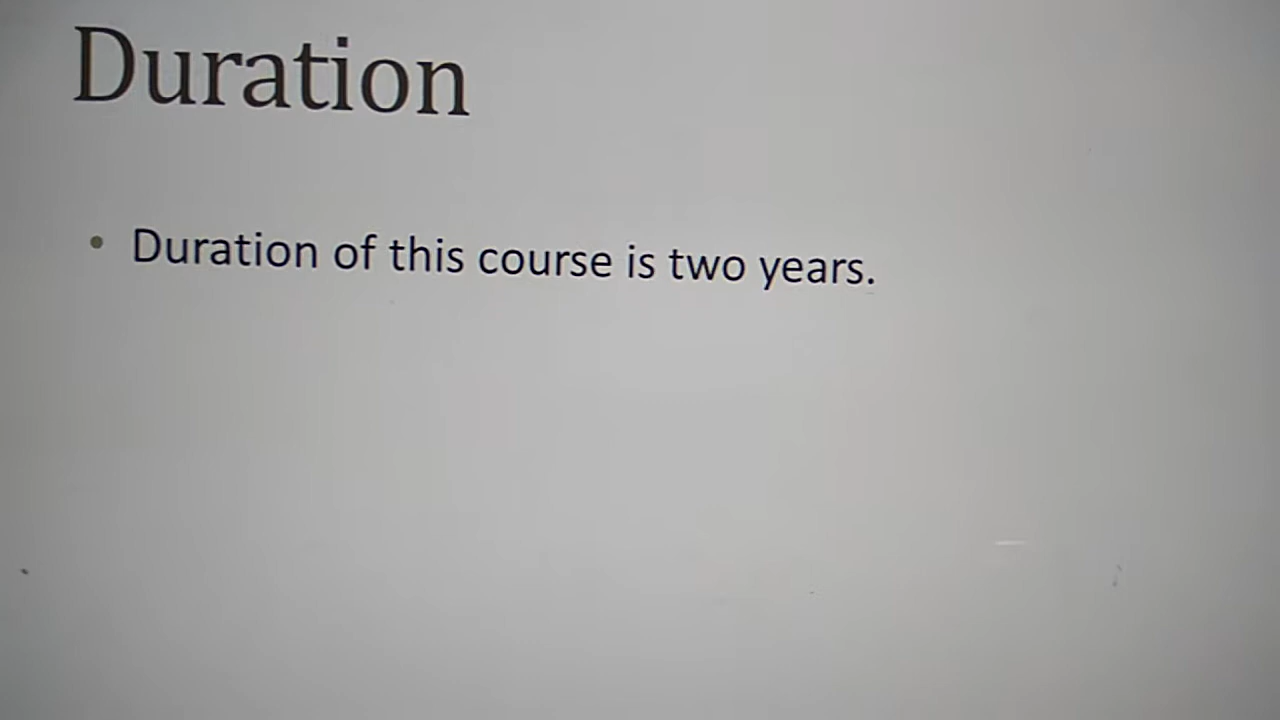 Duration
• Duration of this course is two years.